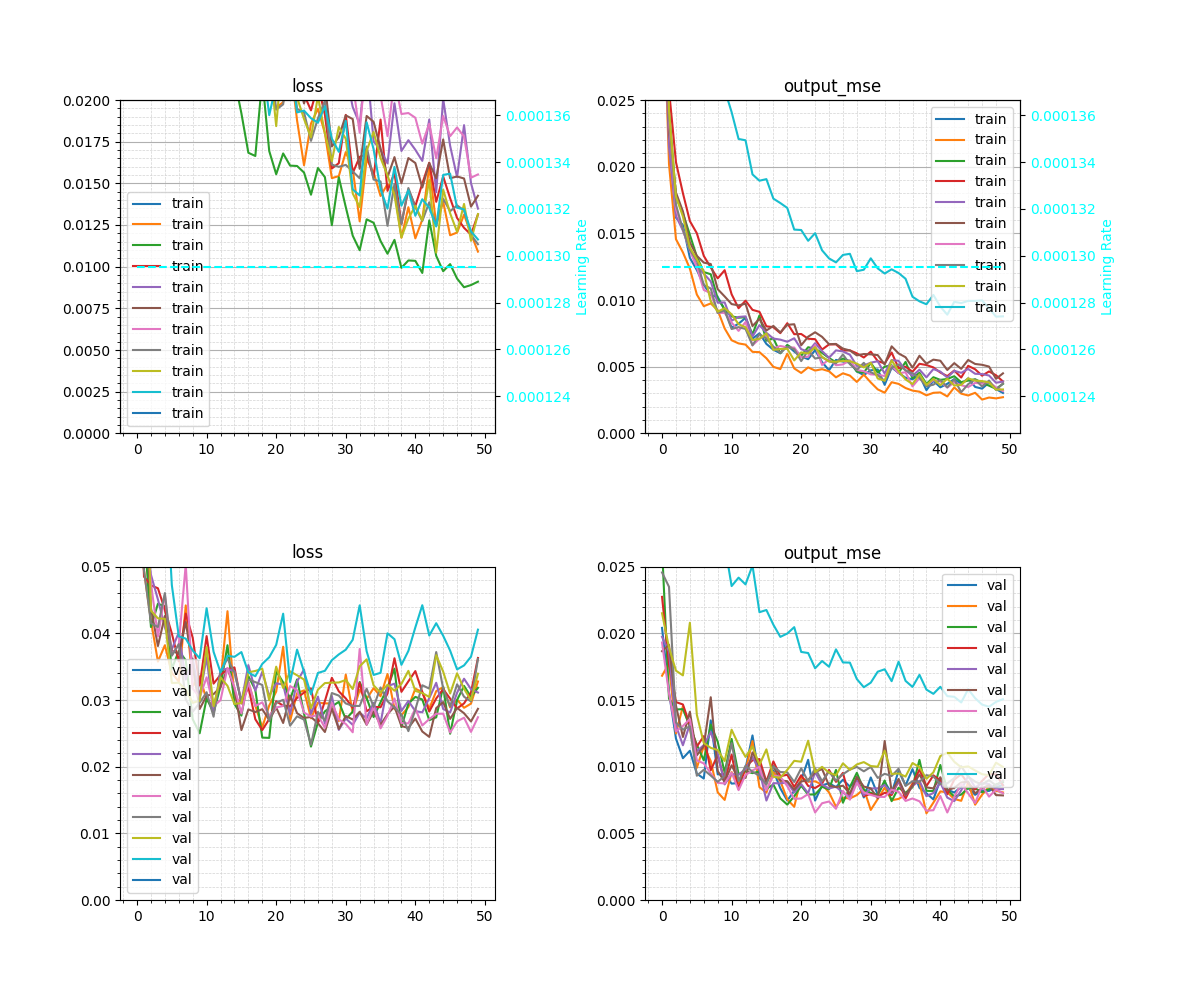 loss
0.0200
0.0175
0.0150
0.0125
0.0100
0.0075
0.0050
0.0025
0.0000
0 10 20 30 40 50
train
train
train
train
train
train
train
train
train
train
train
0.000136
0.000134
0.000132
0.000130
0.000128
0.000126
0.000124
Learning Rate
output_mse
0.025
0.020
0.015
0.010
0.005
0.000
0 10 20 30 40 50
train
train
train
train
train
train
train
train
train
train
0.000136
0.000134
0.000132
0.000130
0.000128
0.000126
0.000124
Learning Rate
loss
0.05
0.04
0.03
0.02
0.01
0.00
0 10 20 30 40 50
val
val
val
val
val
val
val
val
val
val
val
output_mse
0.025
0.020
0.015
0.010
0.005
0.000
0 10 20 30 40 50
val
val
val
val
val
val
val
val
val
val